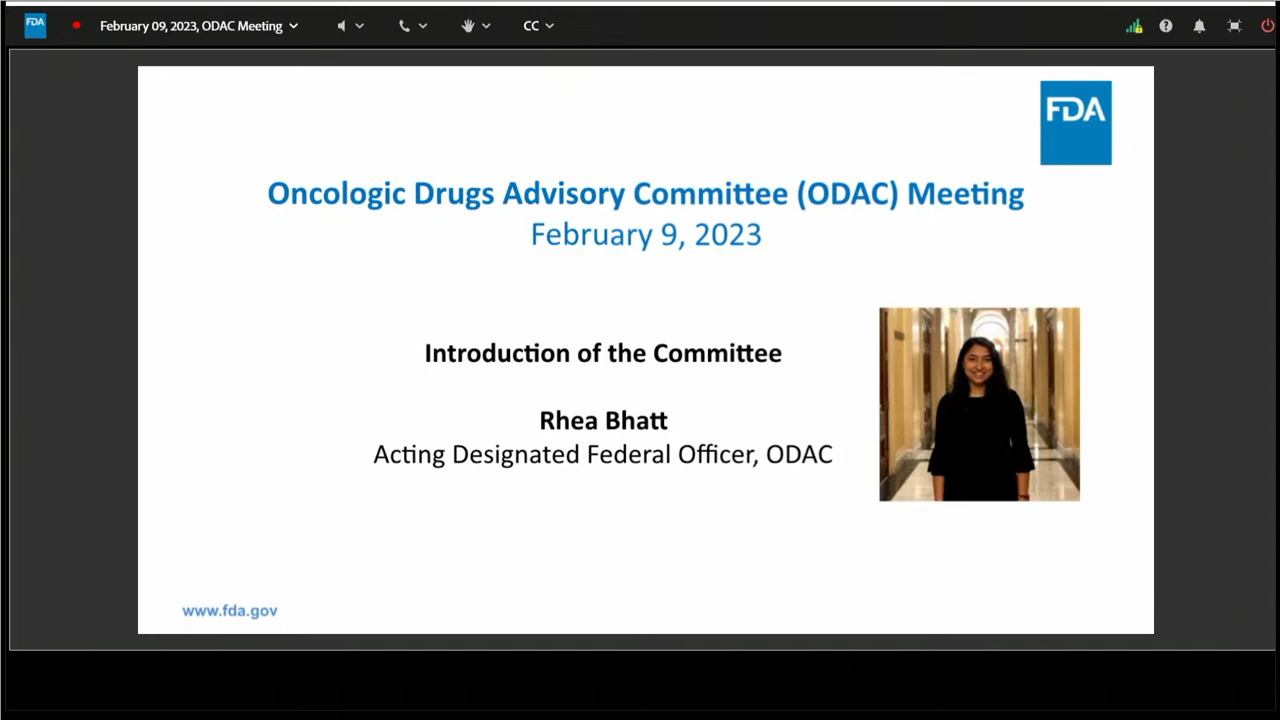 FDA
February 09, 2023, ODAC Meeting
CC
FDA
Oncologic Drugs Advisory Committee (ODAC) Meeting
February 9, 2023
Introduction of the Committee
Rhea Bhatt
Acting Designated Federal Officer, ODAC
www.fda.gov